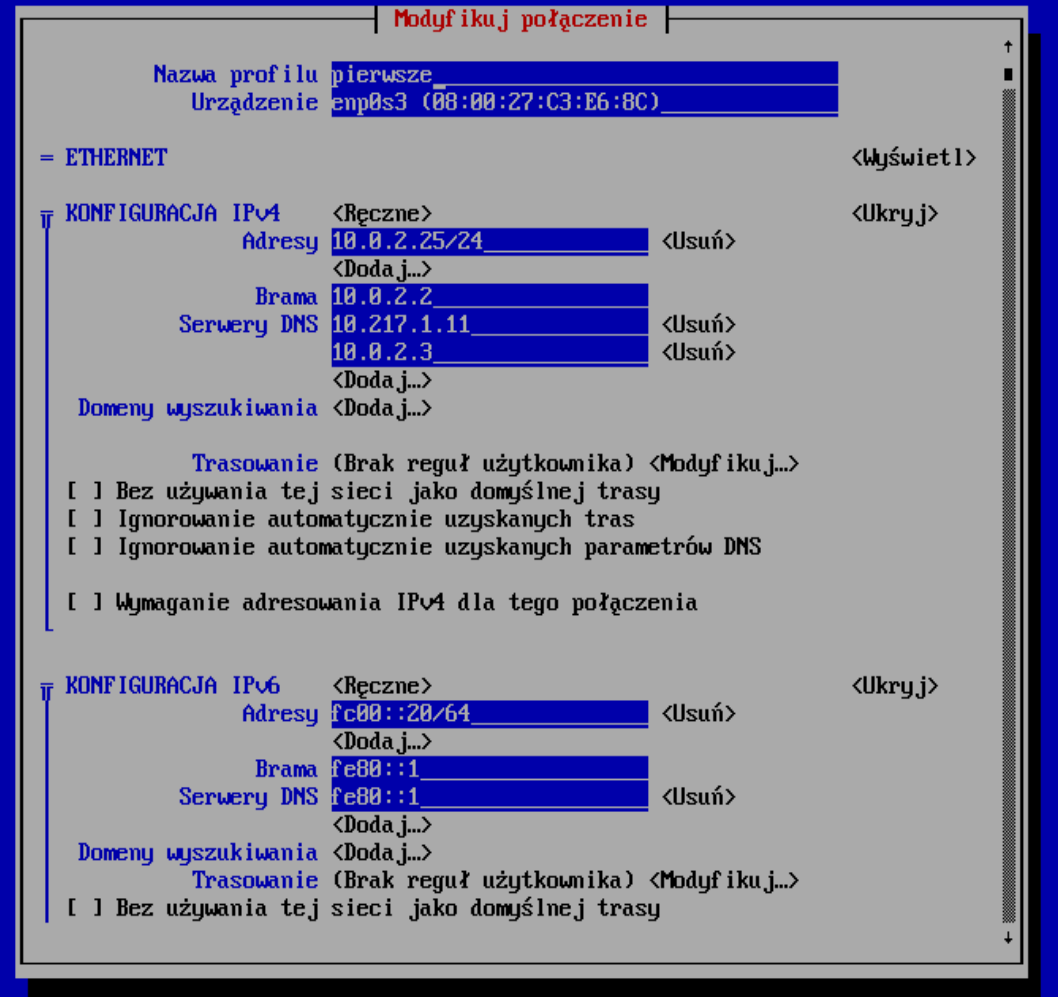 Modyfikuj połączenie
Nazwa profilu pierwsze
Urządzenie enp0s3 (08:00:27:C3:E6:8C)
= ETHERNET <Wyświetl>
KONFIGURACJA IPv4 <Ręczne> <Ukryj>
Adresy 10.0.2.25/24 <Usuń>
<Dodaj…>
Brama 10.0.2.2
Serwery DNS 10.217.1.11 <Usuń>
10.0.2.3 <Usuń>
<Dodaj…>
Domeny wyszukiwania <Dodaj…>
Trasowanie (Brak reguł użytkownika) <Modyfikuj…>
[ ] Bez używania tej sieci jako domyślnej trasy
[ ] Ignorowanie automatycznie uzyskanych tras
[ ] Ignorowanie automatycznie uzyskanych parametrów DNS
[ ] Wymaganie adresowania IPv4 dla tego połączenia
KONFIGURACJA IPv6 <Ręczne> <Ukryj>
Adresy fc00::20/64 <Usuń>
<Dodaj…>
Brama fe80::1
Serwery DNS fe80::1 <Usuń>
<Dodaj…>
Domeny wyszukiwania <Dodaj…>
Trasowanie (Brak reguł użytkownika) <Modyfikuj…>
[ ] Bez używania tej sieci jako domyślnej trasy